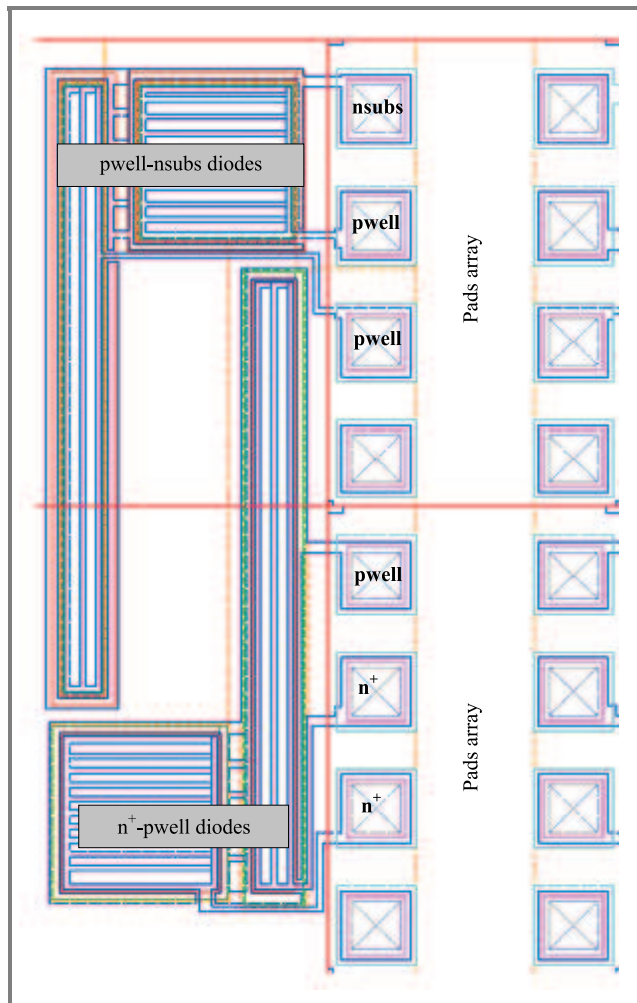 nsubs
pwell-nsubs diodes
pwell
Pads array
pwell
pwell
n⁺
Pads array
n⁺
n⁺-pwell diodes